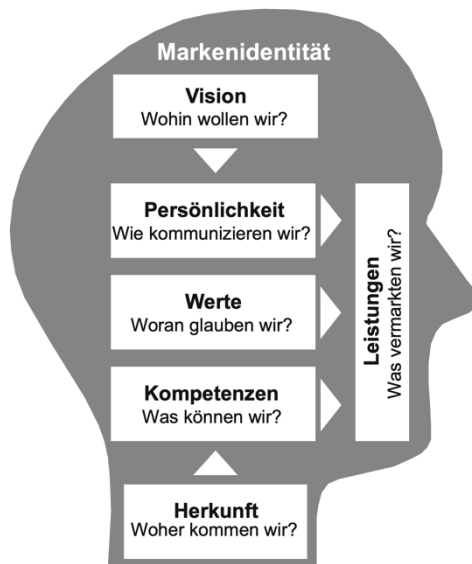 Markenidentität
Vision
Wohin wollen wir?
Persönlichkeit
Wie kommunizieren wir?
Werte
Woran glauben wir?
Kompetenzen
Was können wir?
Herkunft
Woher kommen wir?
Leistungen
Was vermarkten wir?